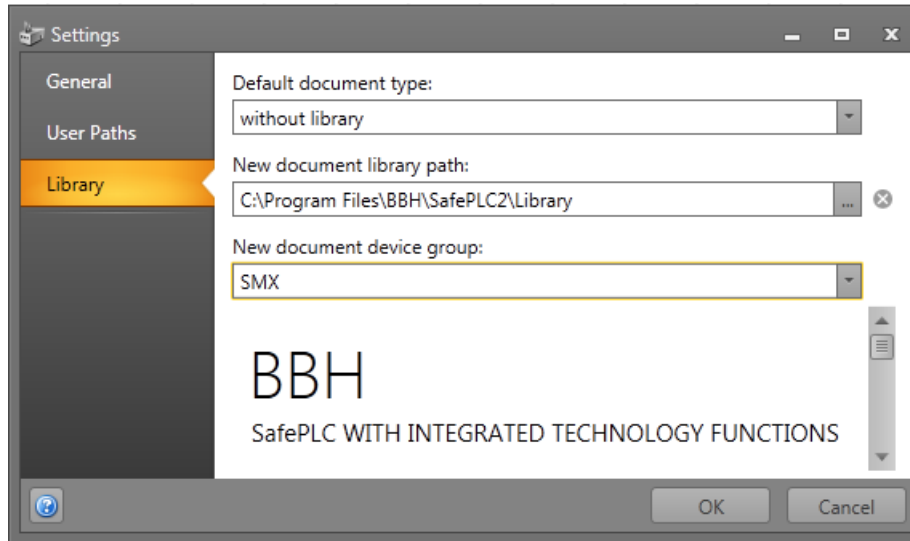 Settings
General
User Paths
Library
Default document type:
without library
New document library path:
C:\Program Files\BBH\SafePLC2\Library
...
New document device group:
SMX
BBH
SafePLC WITH INTEGRATED TECHNOLOGY FUNCTIONS
?
OK
Cancel